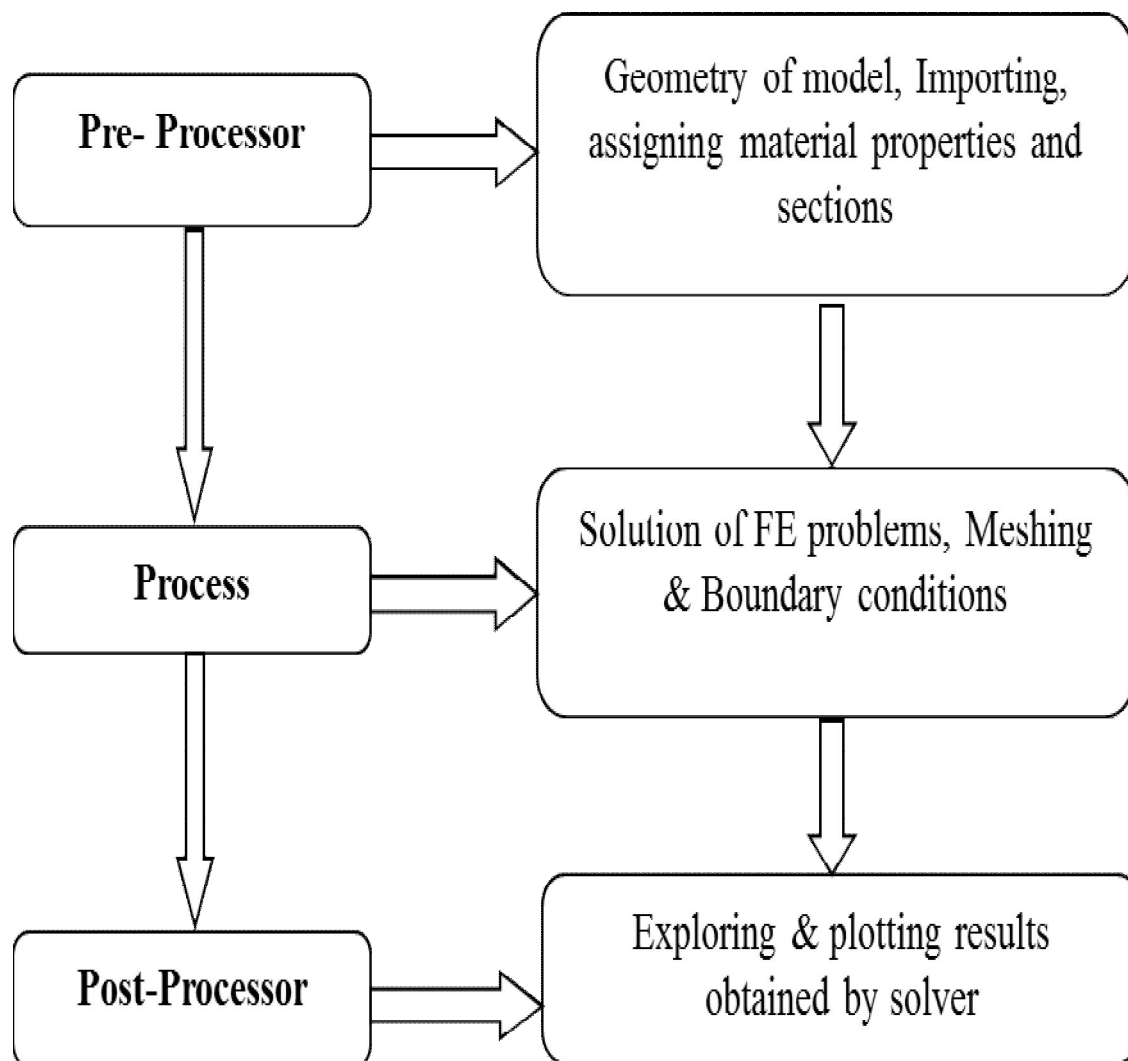 Pre- Processor
Geometry of model, Importing,
assigning material properties and
sections
Process
Solution of FE problems, Meshing
& Boundary conditions
Post-Processor
Exploring & plotting results
obtained by solver